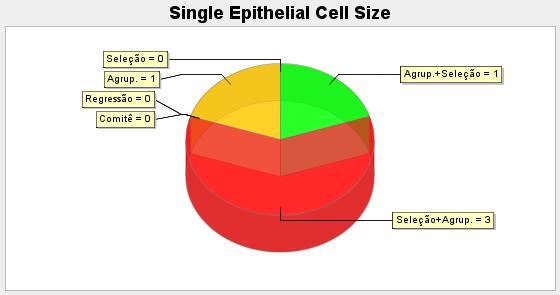 Single Epithelial Cell Size
Seleção = 0
Agrup. = 1
Agrup.+Seleção = 1
Regressão = 0
Comitê = 0
Seleção+Agrup. = 3